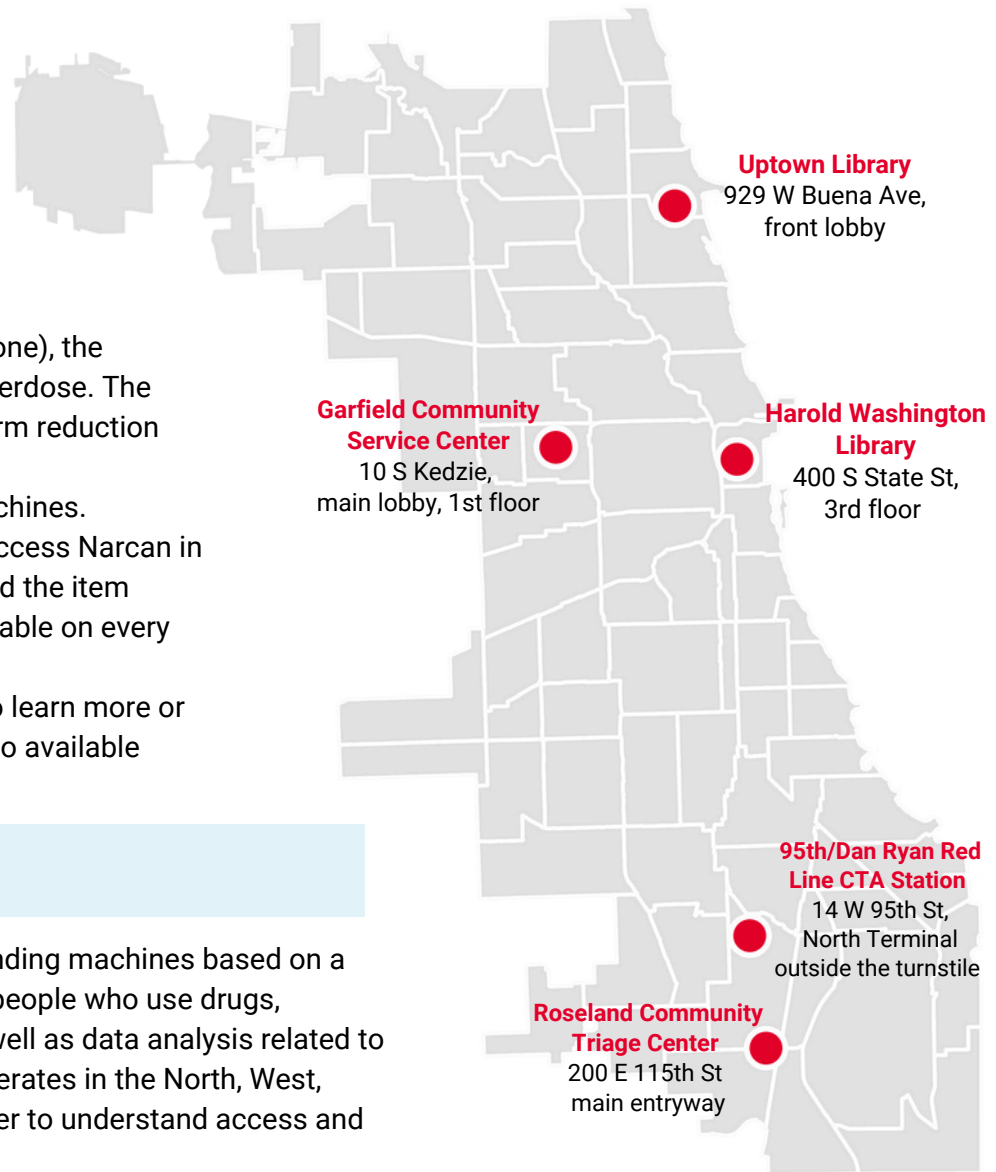 Uptown Library
929 W Buena Ave,
front lobby
one), the
erdose. The
rm reduction
chines.
ccess Narcan in
d the item
able on every
o learn more or
o available
Garfield Community
Service Center
10 S Kedzie,
main lobby, 1st floor
Harold Washington
Library
400 S State St,
3rd floor
95th/Dan Ryan Red
Line CTA Station
14 W 95th St,
North Terminal
outside the turnstile
nding machines based on a
people who use drugs,
well as data analysis related to
erates in the North, West,
er to understand access and
Roseland Community
Triage Center
200 E 115th St
main entryway